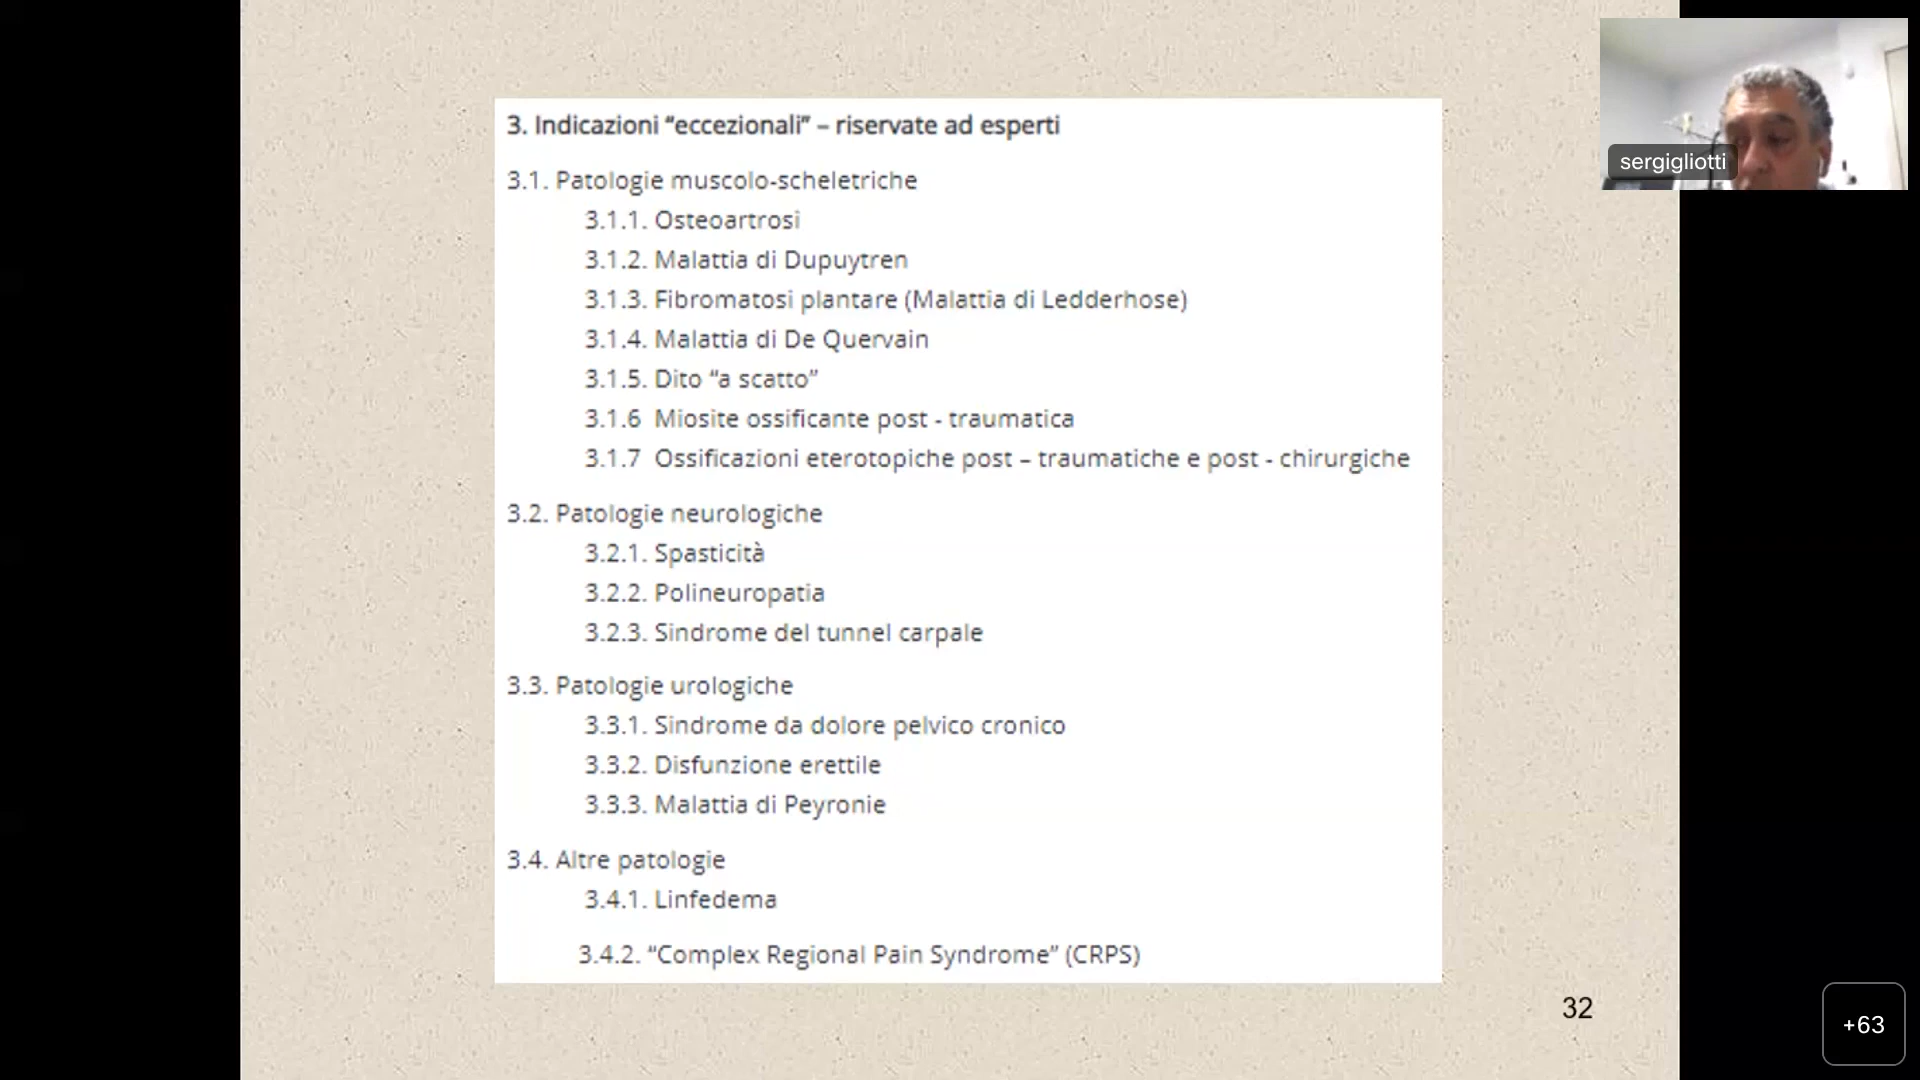 3. Indicazioni “eccezionali” – riservate ad esperti
3.1. Patologie muscolo-scheletriche
3.1.1. Osteoartrosi
3.1.2. Malattia di Dupuytren
3.1.3. Fibromatosi plantare (Malattia di Ledderhose)
3.1.4. Malattia di De Quervain
3.1.5. Dito “a scatto”
3.1.6 Miosite ossificante post - traumatica
3.1.7 Ossificazioni eterotopiche post – traumatiche e post - chirurgiche
3.2. Patologie neurologiche
3.2.1. Spasticità
3.2.2. Polineuropatia
3.2.3. Sindrome del tunnel carpale
3.3. Patologie urologiche
3.3.1. Sindrome da dolore pelvico cronico
3.3.2. Disfunzione erettile
3.3.3. Malattia di Peyronie
3.4. Altre patologie
3.4.1. Linfedema
3.4.2. “Complex Regional Pain Syndrome” (CRPS)
32
sergigliotti
+63